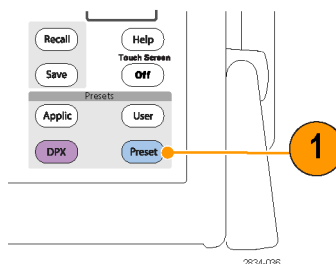 Recall Help
Touch Screen
Save Off
Presets
Applic User
DPX Preset
1
2834-036